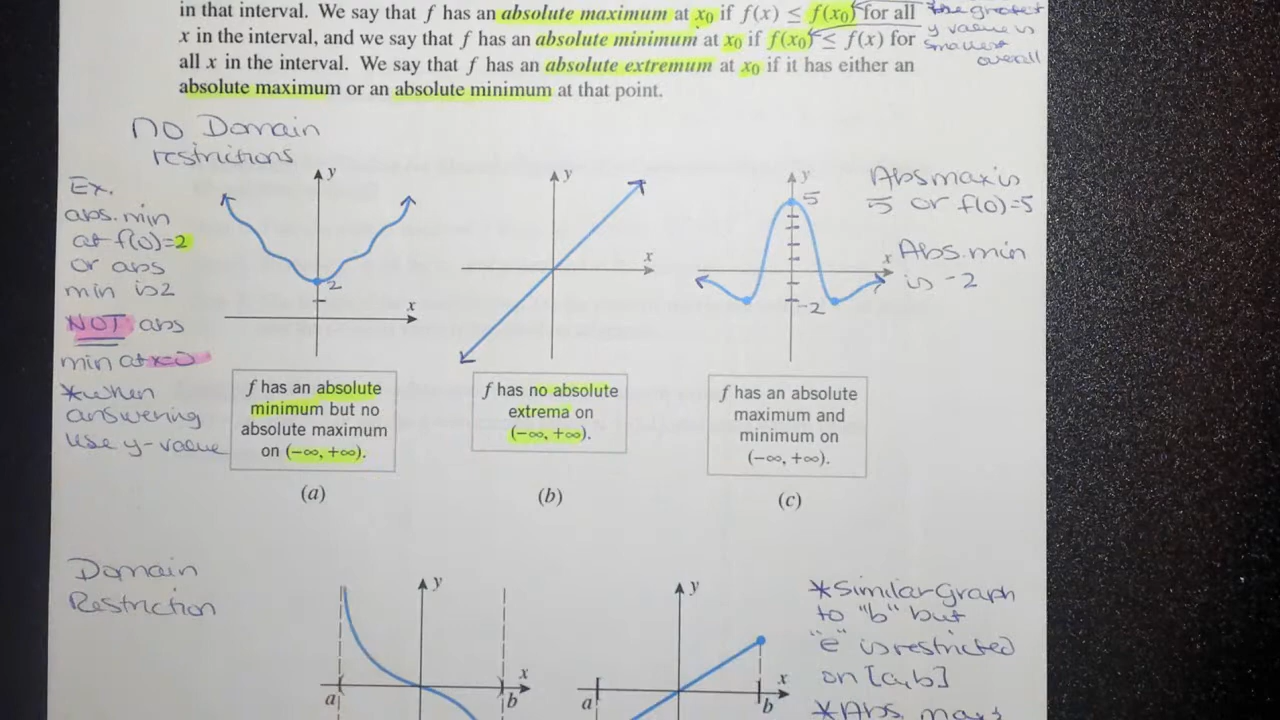 in that interval. We say that f has an absolute maximum at x₀ if f(x) ≤ f(x₀) for all
x in the interval, and we say that f has an absolute minimum at x₀ if f(x₀) ≤ f(x) for
all x in the interval. We say that f has an absolute extremum at x₀ if it has either an
absolute maximum or an absolute minimum at that point.
the greatest
y value is
smallest
overall
NO Domain
restrictions
Ex.
abs. min
at f(0)=2
or abs
min is 2
NOT abs
min at x=0
*when
answering
use y-value
y
2
x
y
x
y
5
x
-2
Abs max is
5 or f(0)=5
Abs. min
is -2
f has an absolute
minimum but no
absolute maximum
on (−∞, +∞).
f has no absolute
extrema on
(−∞, +∞).
f has an absolute
maximum and
minimum on
(−∞, +∞).
(a)
(b)
(c)
Domain
Restriction
y
x
a
b
y
x
a
b
*Similar graph
to "b" but
"e" is restricted
on [a,b]
*Abs. max